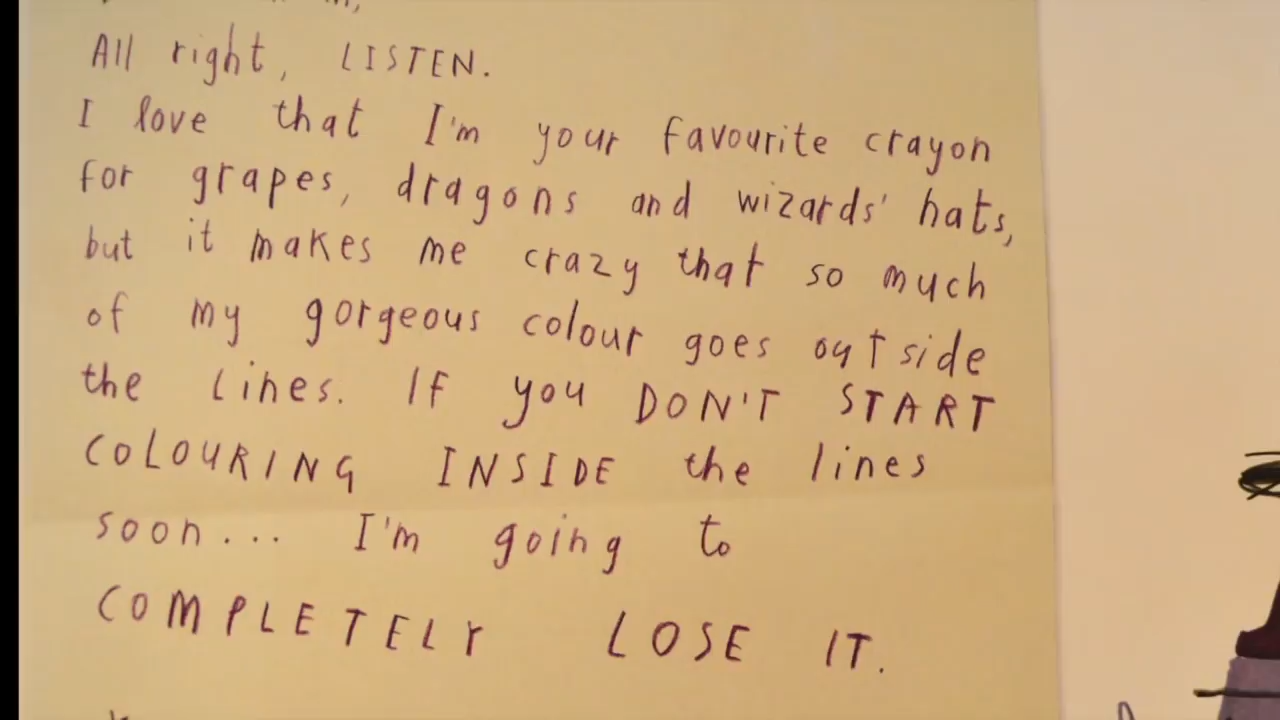 All right, LISTEN.
I love that I'm your favourite crayon
for grapes, dragons and wizards' hats,
but it makes me crazy that so much
of my gorgeous colour goes outside
the lines. If you DON'T START
COLOURING INSIDE the lines
soon... I'm going to
COMPLETELY LOSE IT.